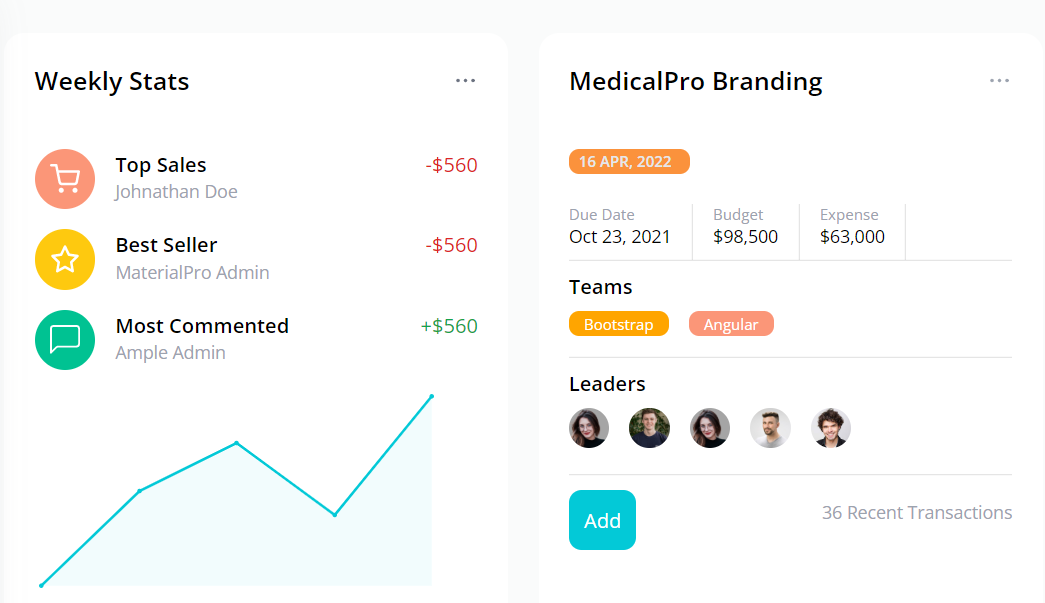 Weekly Stats
Top Sales
-$560
Johnathan Doe
Best Seller
-$560
MaterialPro Admin
Most Commented
+$560
Ample Admin
MedicalPro Branding
16 APR, 2022
Due Date
Oct 23, 2021
Budget
$98,500
Expense
$63,000
Teams
Bootstrap
Angular
Leaders
Add
36 Recent Transactions